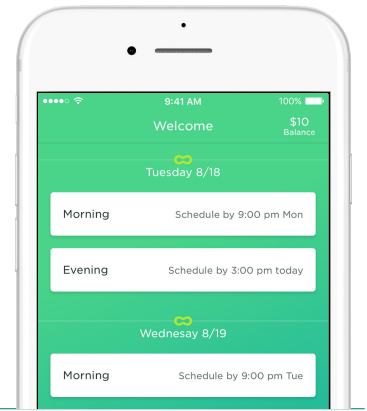 9:41 AM
100%
Welcome
$10
Balance
Tuesday 8/18
Morning Schedule by 9:00 pm Mon
Evening Schedule by 3:00 pm today
Wednesay 8/19
Morning Schedule by 9:00 pm Tue